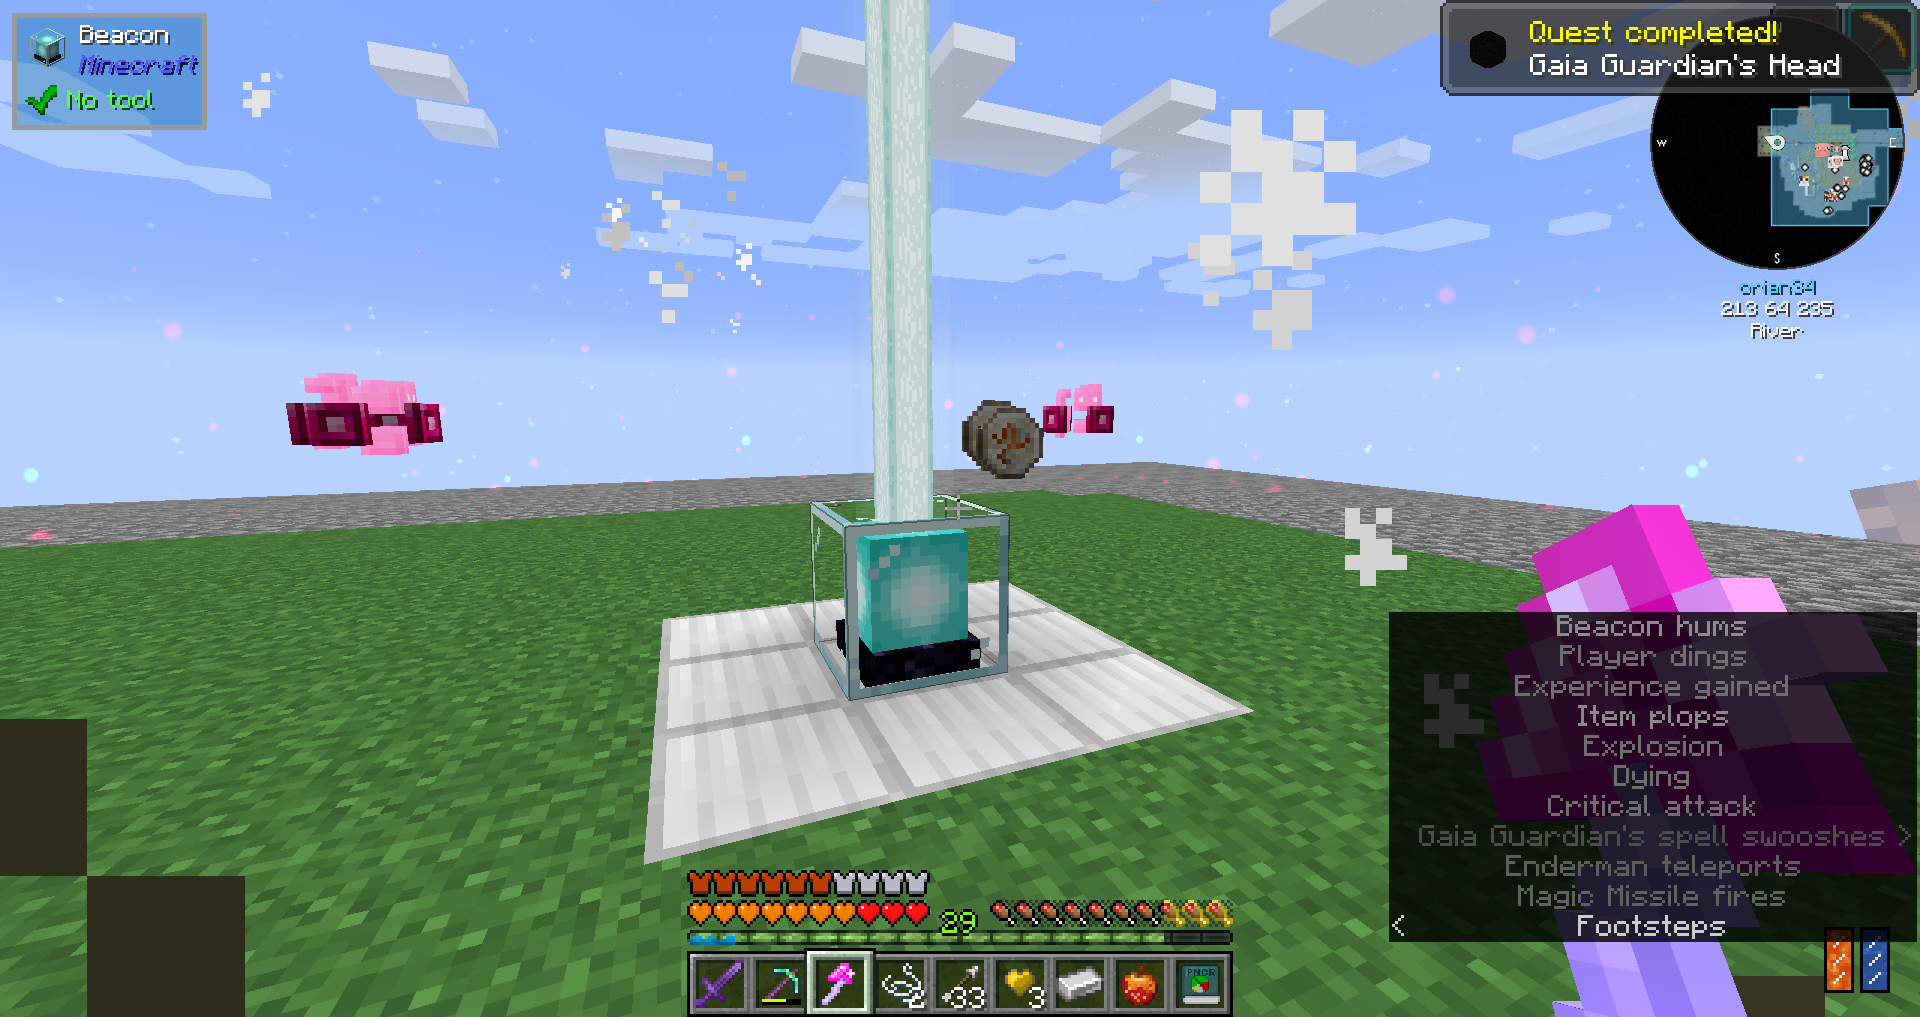 Beacon
Minecraft
No tool
Quest completed!
Gaia Guardian's Head
W
E
S
orian34
213 64 235
River
Beacon hums
Player dings
Experience gained
Item plops
Explosion
Dying
Critical attack
Gaia Guardian's spell swooshes >
Enderman teleports
Magic Missile fires
< Footsteps
29
2
33
3
PNCR